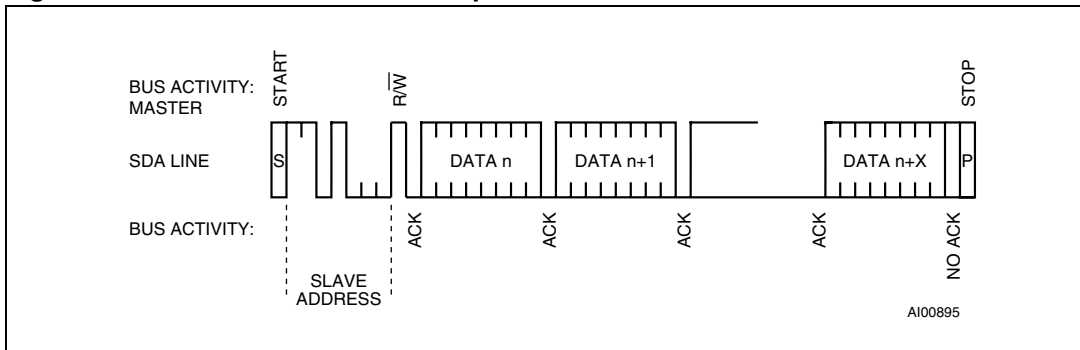 START
R/W
STOP
BUS ACTIVITY:
MASTER
SDA LINE
S
DATA n
DATA n+1
DATA n+X
P
BUS ACTIVITY:
ACK
ACK
ACK
ACK
NO ACK
SLAVE
ADDRESS
AI00895